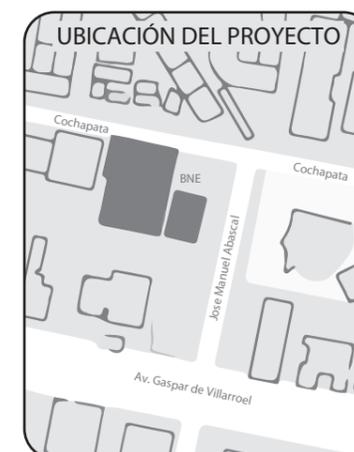 UBICACIÓN DEL PROYECTO
Cochapata
Cochapata
BNE
Jose Manuel Abascal
Av. Gaspar de Villarroel